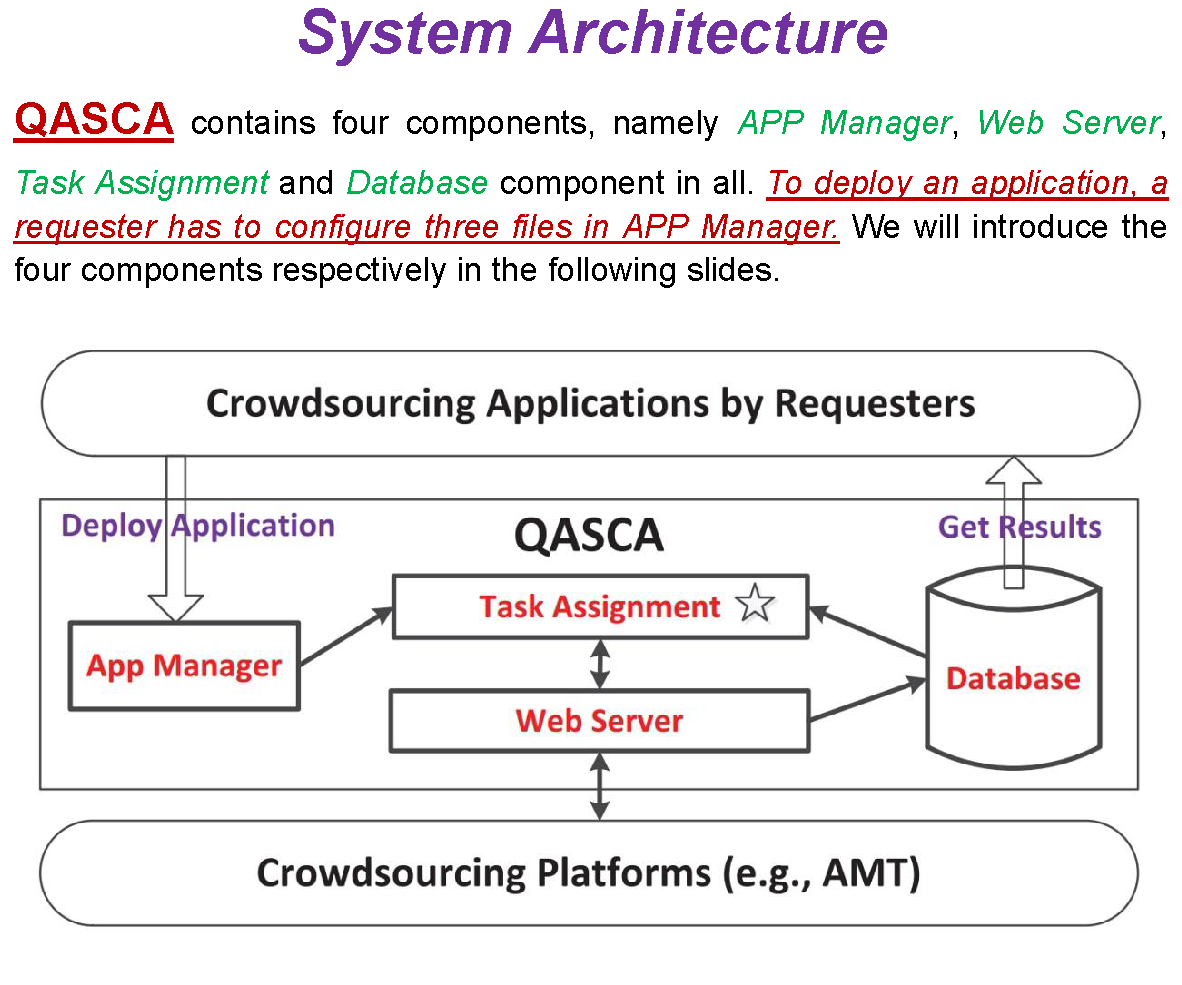 System Architecture
QASCA contains four components, namely APP Manager, Web Server,
Task Assignment and Database component in all. To deploy an application, a
requester has to configure three files in APP Manager. We will introduce the
four components respectively in the following slides.
Crowdsourcing Applications by Requesters
Deploy Application
QASCA
Get Results
Task Assignment
App Manager
Database
Web Server
Crowdsourcing Platforms (e.g., AMT)